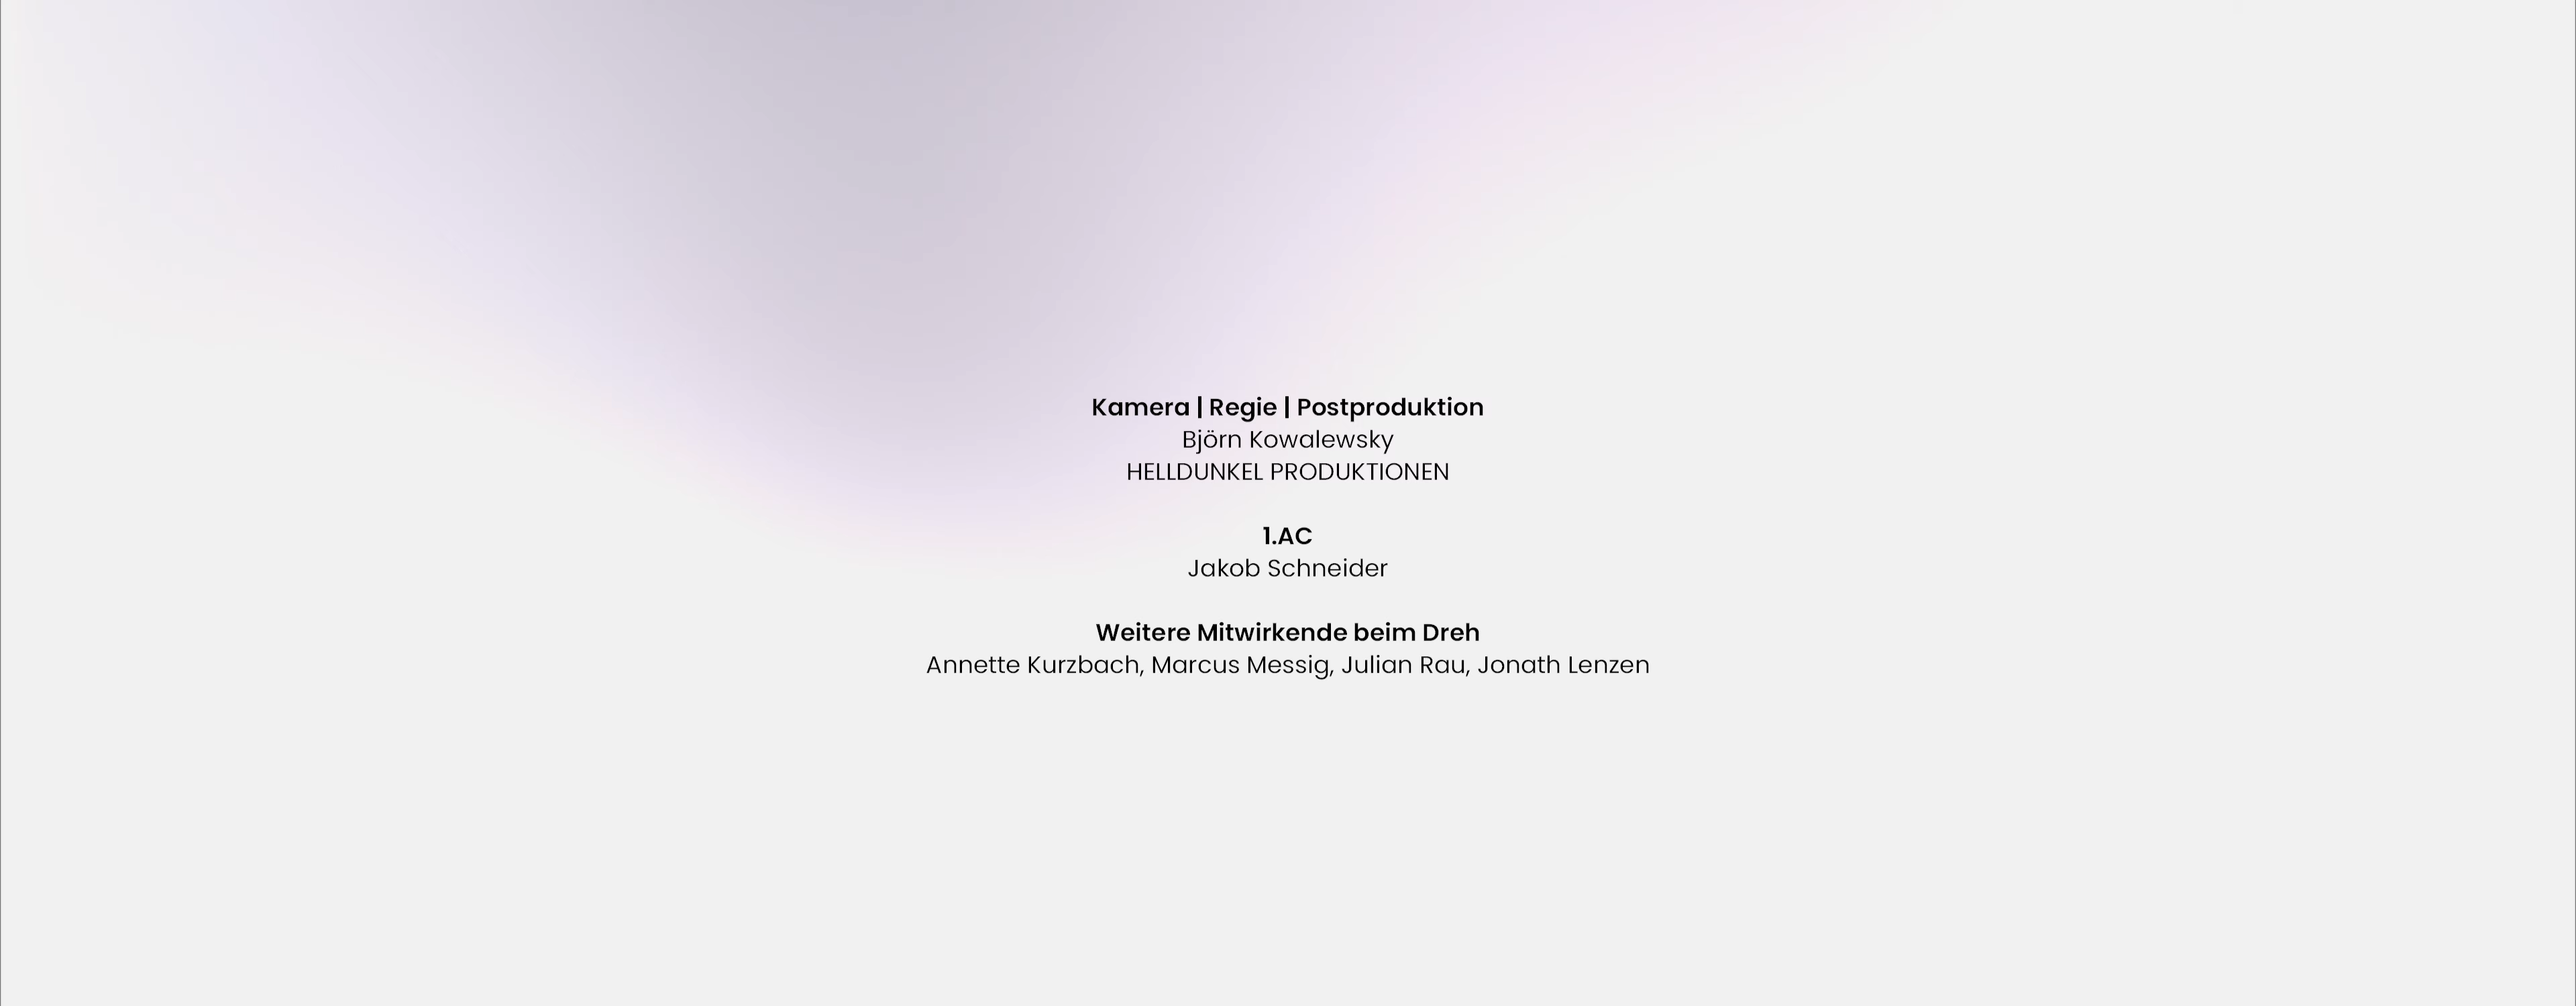 Kamera | Regie | Postproduktion
Björn Kowalewsky
HELLDUNKEL PRODUKTIONEN
1.AC
Jakob Schneider
Weitere Mitwirkende beim Dreh
Annette Kurzbach, Marcus Messig, Julian Rau, Jonath Lenzen